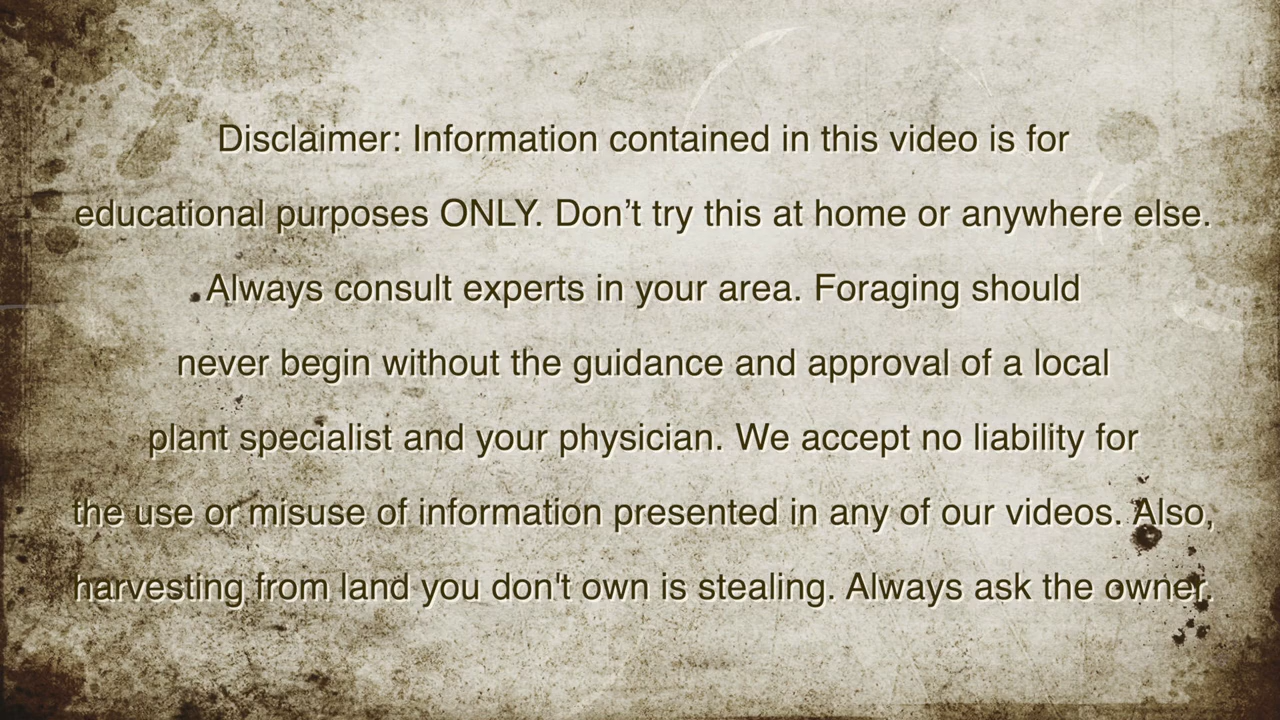 Disclaimer: Information contained in this video is for
educational purposes ONLY. Don’t try this at home or anywhere else.
Always consult experts in your area. Foraging should
never begin without the guidance and approval of a local
plant specialist and your physician. We accept no liability for
the use or misuse of information presented in any of our videos. Also,
harvesting from land you don't own is stealing. Always ask the owner.